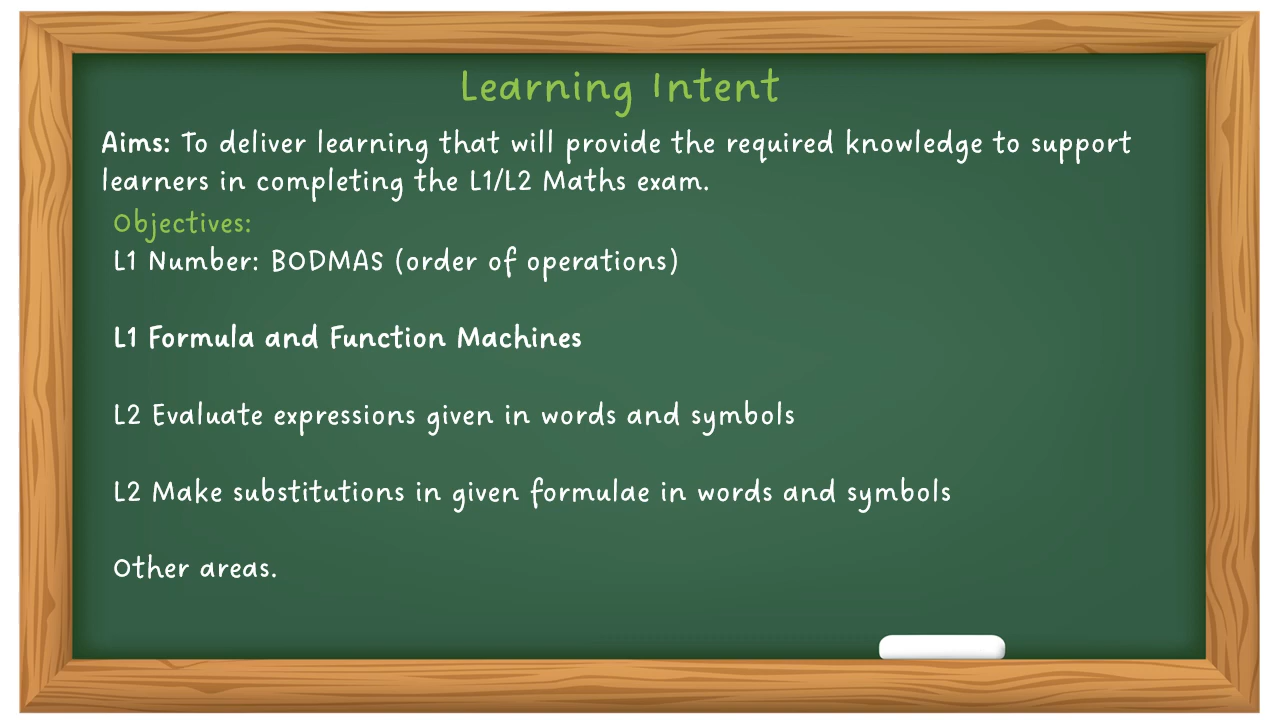 Learning Intent
Aims: To deliver learning that will provide the required knowledge to support
learners in completing the L1/L2 Maths exam.
Objectives:
L1 Number: BODMAS (order of operations)
L1 Formula and Function Machines
L2 Evaluate expressions given in words and symbols
L2 Make substitutions in given formulae in words and symbols
Other areas.